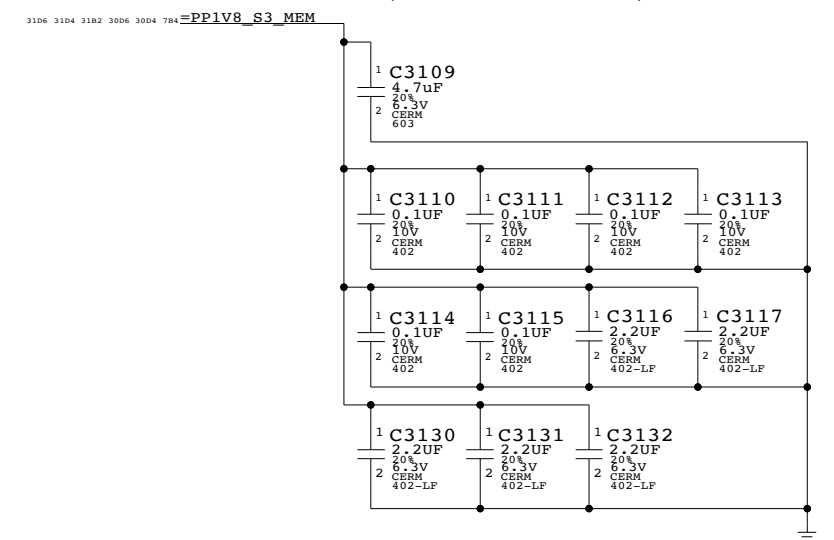 31D6 31D4 31B2 30D6 30D4 7B4 =PP1V8_S3_MEM
1 C3109
4.7uF
20%
6.3V
2 CERM
603
1 C3110 1 C3111 1 C3112 1 C3113
0.1UF 0.1UF 0.1UF 0.1UF
20% 20% 20% 20%
10V 10V 10V 10V
2 CERM 2 CERM 2 CERM 2 CERM
402 402 402 402
1 C3114 1 C3115 1 C3116 1 C3117
0.1UF 0.1UF 2.2UF 2.2UF
20% 20% 20% 20%
10V 10V 6.3V 6.3V
2 CERM 2 CERM 2 CERM 2 CERM
402 402 402-LF 402-LF
1 C3130 1 C3131 1 C3132
2.2UF 2.2UF 2.2UF
20% 20% 20%
6.3V 6.3V 6.3V
2 CERM 2 CERM 2 CERM
402-LF 402-LF 402-LF